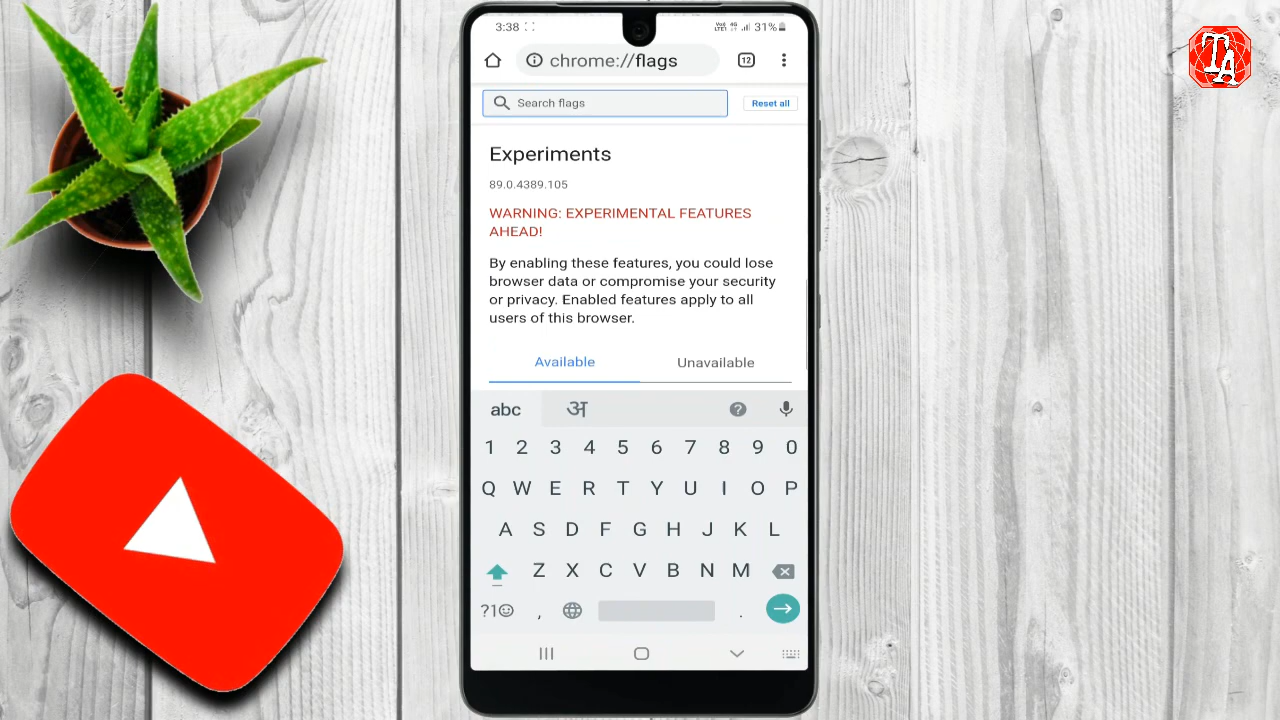 3:38
VoI) LTE1 4G 31%
chrome://flags
12
Search flags
Reset all
Experiments
89.0.4389.105
WARNING: EXPERIMENTAL FEATURES
AHEAD!
By enabling these features, you could lose
browser data or compromise your security
or privacy. Enabled features apply to all
users of this browser.
Available
Unavailable
abc
अ
?
1 2 3 4 5 6 7 8 9 0
Q W E R T Y U I O P
A S D F G H J K L
Z X C V B N M
?1☺ , .
TA